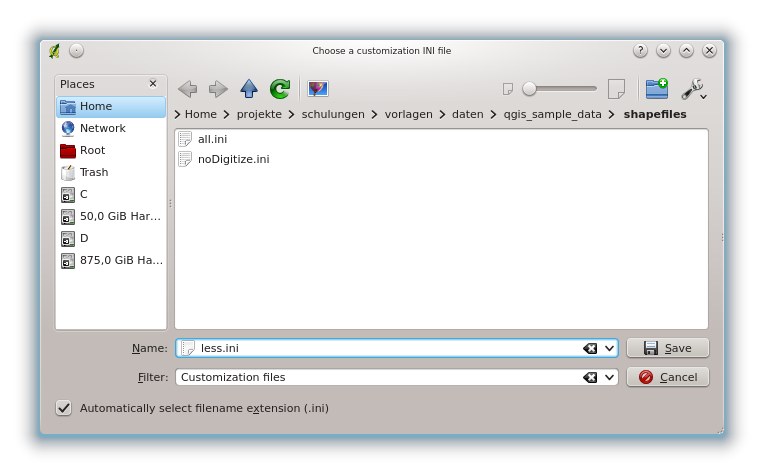 Choose a customization INI file
Places
Home
Network
Root
Trash
C
50,0 GiB Har...
D
875,0 GiB Ha...
Home projekte schulungen vorlagen daten qgis_sample_data shapefiles
all.ini
noDigitize.ini
Name: less.ini Save
Filter: Customization files Cancel
Automatically select filename extension (.ini)